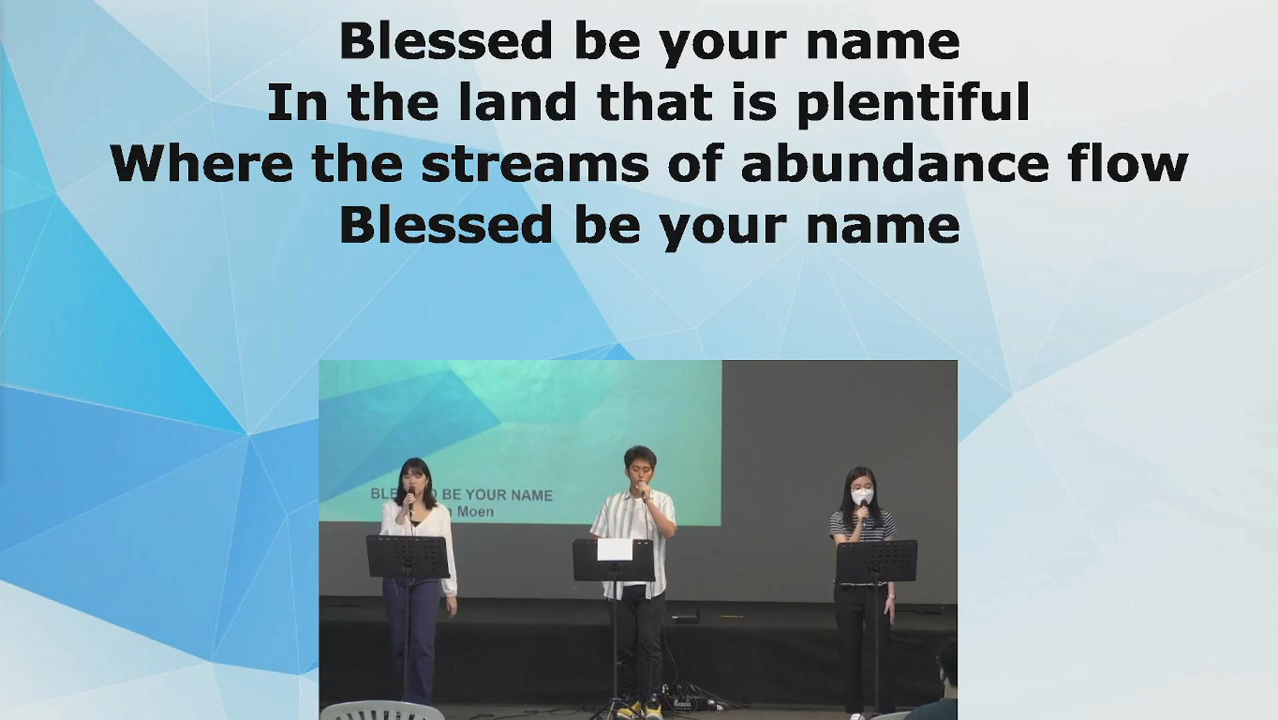 Blessed be your name
In the land that is plentiful
Where the streams of abundance flow
Blessed be your name
BE YOUR NAME
Moen